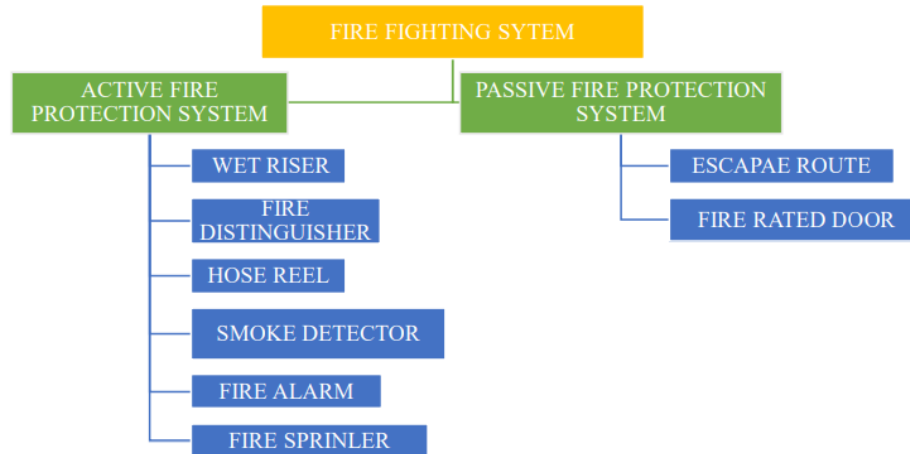 FIRE FIGHTING SYTEM
ACTIVE FIRE
PROTECTION SYSTEM
WET RISER
FIRE
DISTINGUISHER
HOSE REEL
SMOKE DETECTOR
FIRE ALARM
FIRE SPRINLER
PASSIVE FIRE PROTECTION
SYSTEM
ESCAPAE ROUTE
FIRE RATED DOOR